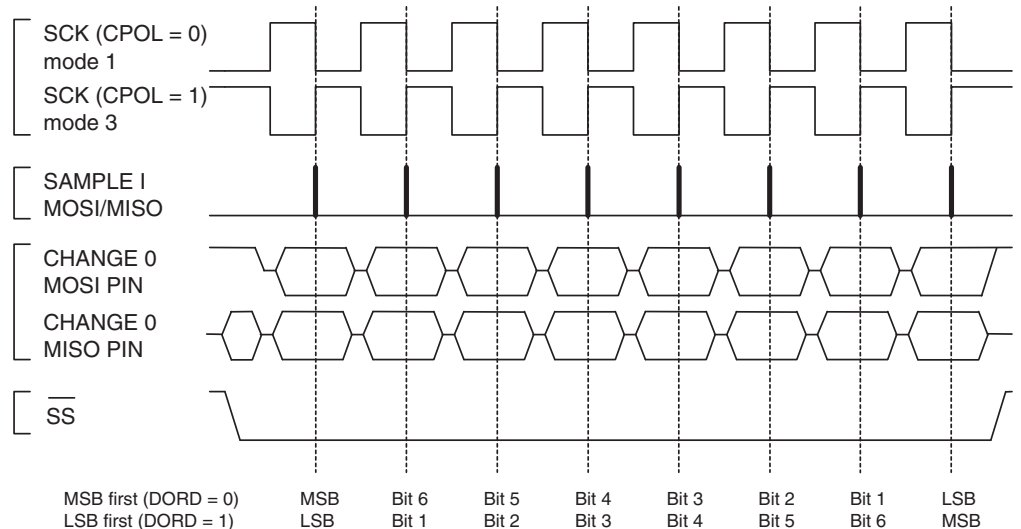 SCK (CPOL = 0)
mode 1
SCK (CPOL = 1)
mode 3
SAMPLE I
MOSI/MISO
CHANGE 0
MOSI PIN
CHANGE 0
MISO PIN
SS
MSB first (DORD = 0) MSB Bit 6 Bit 5 Bit 4 Bit 3 Bit 2 Bit 1 LSB
LSB first (DORD = 1) LSB Bit 1 Bit 2 Bit 3 Bit 4 Bit 5 Bit 6 MSB